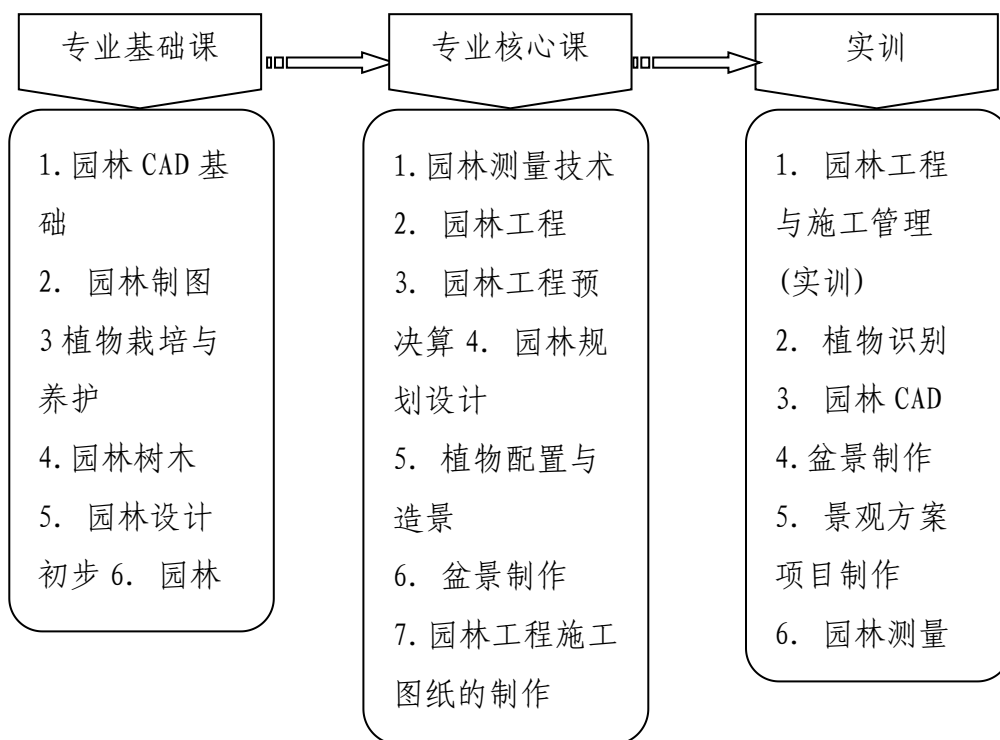 专业基础课
1.园林 CAD 基
础
2. 园林制图
3 植物栽培与
养护
4.园林树木
5. 园林设计
初步 6. 园林
专业核心课
1.园林测量技术
2. 园林工程
3. 园林工程预
决算 4. 园林规
划设计
5. 植物配置与
造景
6. 盆景制作
7.园林工程施工
图纸的制作
实训
1. 园林工程
与施工管理
(实训)
2. 植物识别
3. 园林 CAD
4.盆景制作
5. 景观方案
项目制作
6. 园林测量